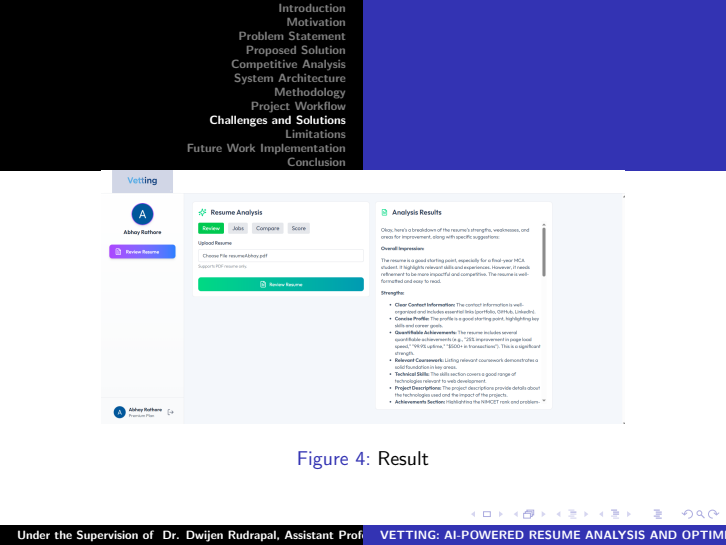 Introduction
Motivation
Problem Statement
Proposed Solution
Competitive Analysis
System Architecture
Methodology
Project Workflow
Challenges and Solutions
Limitations
Future Work Implementation
Conclusion
Vetting
A
Abhay Rathore
Review Resume
Resume Analysis
Review Jobs Compare Score
Upload Resume
Choose File resumeAbhay.pdf
Supports PDF resume only.
Review Resume
A Abhay Rathore
Premium Plan
Analysis Results
Okay, here's a breakdown of the resume's strengths, weaknesses, and
areas for improvement, along with specific suggestions:
Overall Impression:
The resume is a good starting point, especially for a final-year MCA
student. It highlights relevant skills and experiences. However, it needs
refinement to be more impactful and competitive. The resume is well-
formatted and easy to read.
Strengths:
• Clear Contact Information: The contact information is well-
organized and includes essential links (portfolio, GitHub, LinkedIn).
• Concise Profile: The profile is a good starting point, highlighting key
skills and career goals.
• Quantifiable Achievements: The resume includes several
quantifiable achievements (e.g., "25% improvement in page load
speed," "99.9% uptime," "$500+ in transactions"). This is a significant
strength.
• Relevant Coursework: Listing relevant coursework demonstrates a
solid foundation in key areas.
• Technical Skills: The skills section covers a good range of
technologies relevant to web development.
• Project Descriptions: The project descriptions provide details about
the technologies used and the impact of the projects.
• Achievements Section: Highlighting the NIMCET rank and problem-
Figure 4: Result
Under the Supervision of Dr. Dwijen Rudrapal, Assistant Prof
VETTING: AI-POWERED RESUME ANALYSIS AND OPTIM